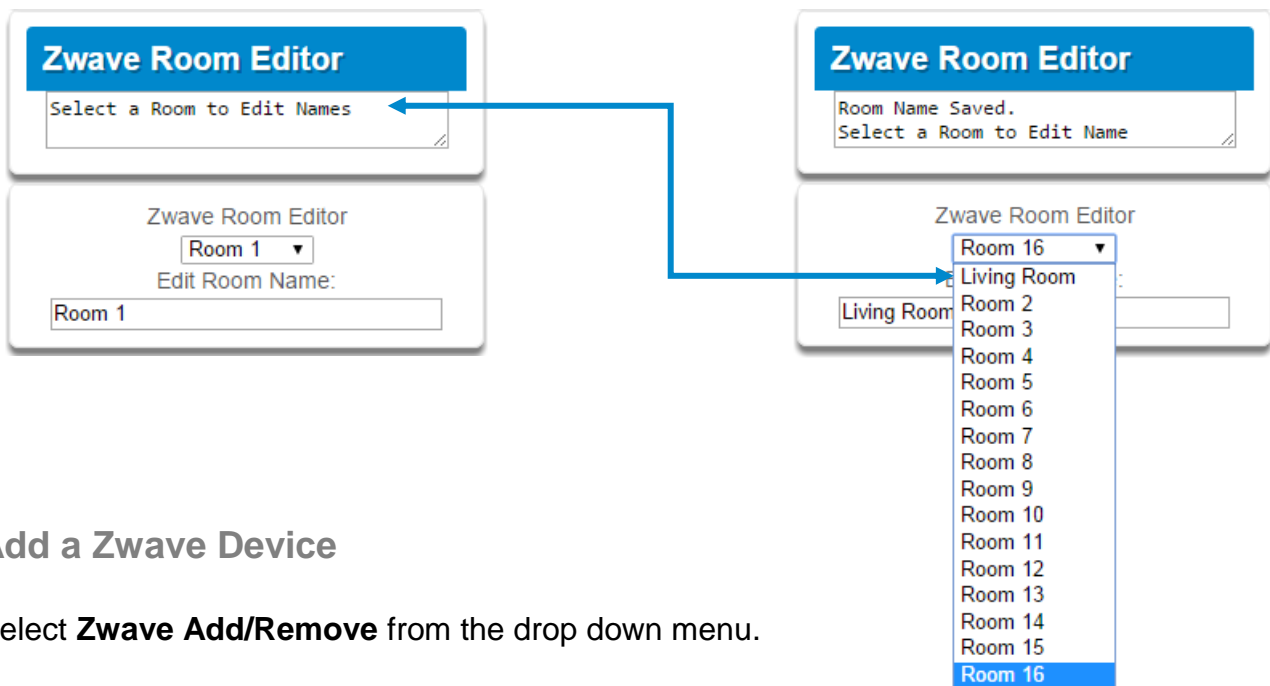 Zwave Room Editor
Select a Room to Edit Names
Zwave Room Editor
Room 1
Edit Room Name:
Room 1
Zwave Room Editor
Room Name Saved.
Select a Room to Edit Name
Zwave Room Editor
Room 16
Living Room
Living Room
Room 2
Room 3
Room 4
Room 5
Room 6
Room 7
Room 8
Room 9
Room 10
Room 11
Room 12
Room 13
Room 14
Room 15
Room 16
Add a Zwave Device
elect Zwave Add/Remove from the drop down menu.